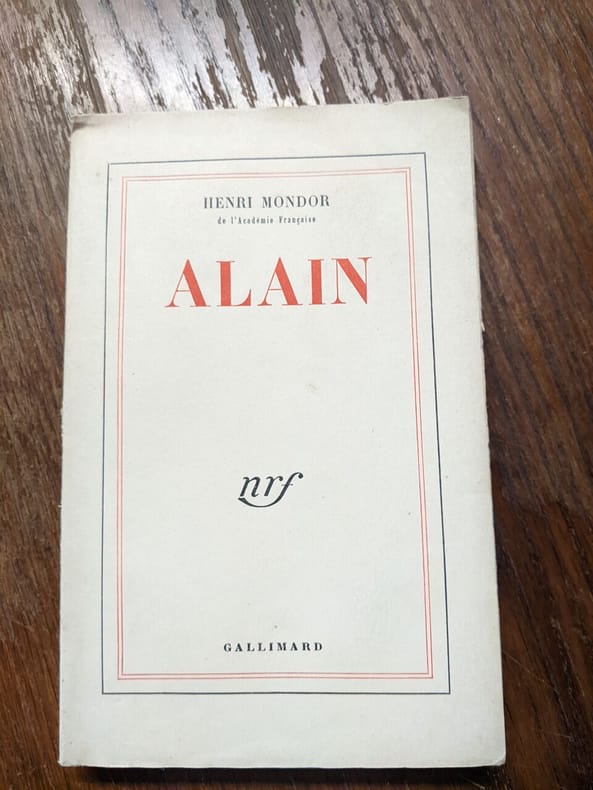 HENRI MONDOR
de l'Académie Française
ALAIN
nrf
GALLIMARD